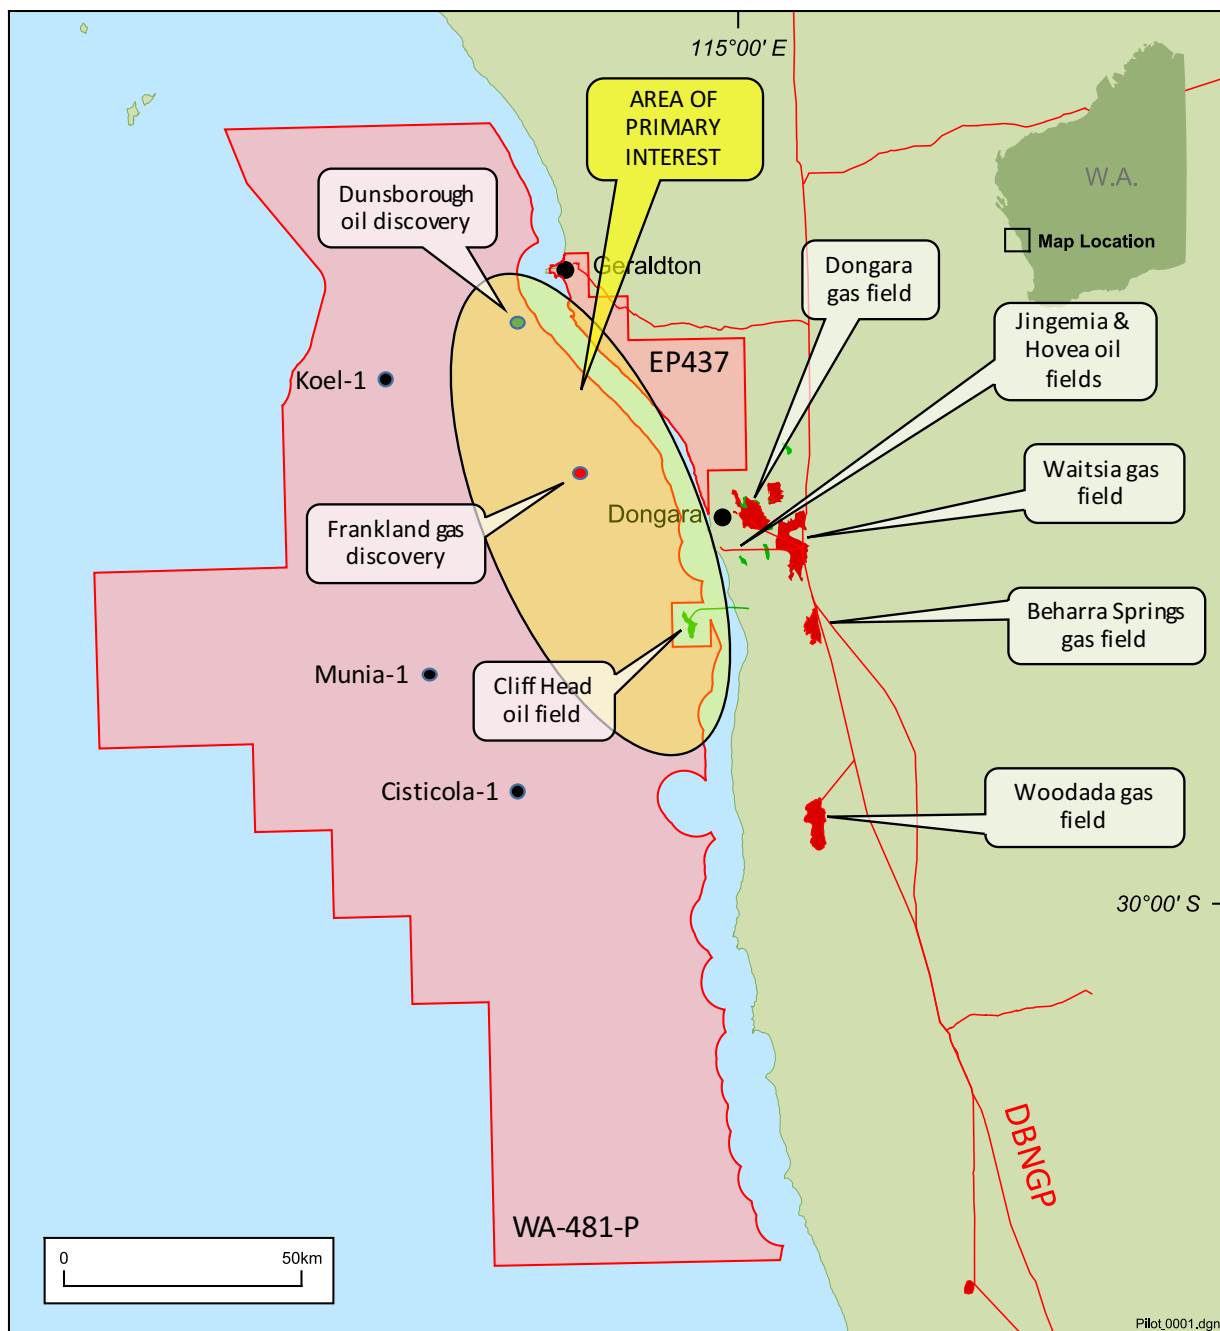 115°00' E
AREA OF
PRIMARY
INTEREST
W.A.
Dunsborough
oil discovery
Map Location
Geraldton
Dongara
gas field
Jingemia &
Hovea oil
fields
EP437
Koel-1
Waitsia gas
field
Dongara
Frankland gas
discovery
Beharra Springs
gas field
Munia-1
Cliff Head
oil field
Cisticola-1
Woodada gas
field
30°00' S
DBNGP
WA-481-P
0 50km
Pilot_0001.dgn